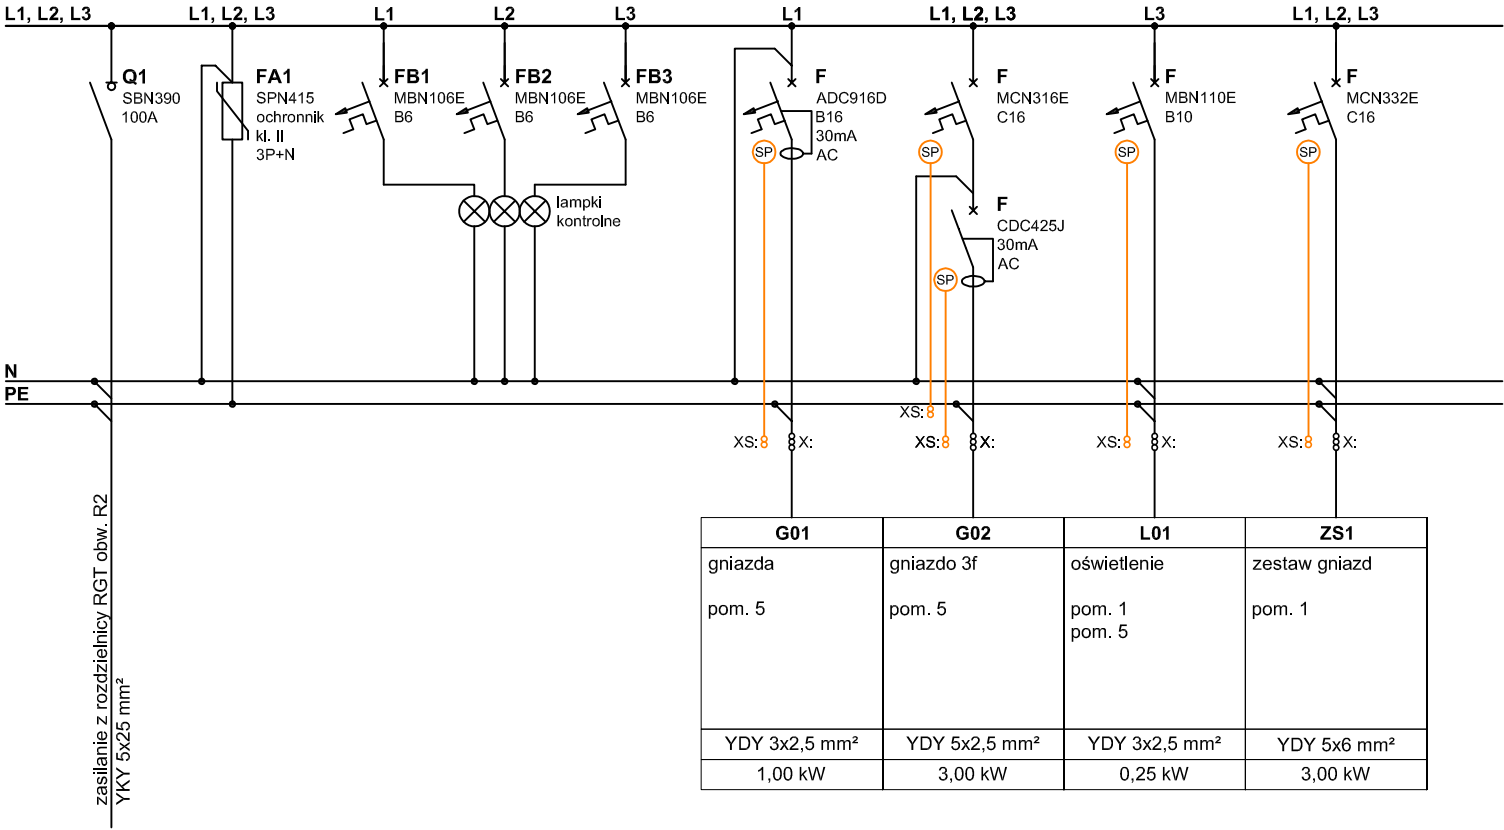 L1, L2, L3
L1, L2, L3
L1
L2
L3
L1
L1, L2, L3
L3
L1, L2, L3
Q1
SBN390
100A
FA1
SPN415
ochronnik
kl. II
3P+N
FB1
MBN106E
B6
FB2
MBN106E
B6
FB3
MBN106E
B6
lampki
kontrolne
F
ADC916D
B16
30mA
AC
SP
F
MCN316E
C16
SP
F
CDC425J
30mA
AC
SP
F
MBN110E
B10
SP
F
MCN332E
C16
SP
N
PE
XS:
X:
XS:
XS:
X:
XS:
X:
XS:
X:
zasilanie z rozdzielnicy RGT obw. R2
YKY 5x25 mm²
G01
gniazda
pom. 5
YDY 3x2,5 mm²
1,00 kW
G02
gniazdo 3f
pom. 5
YDY 5x2,5 mm²
3,00 kW
L01
oświetlenie
pom. 1
pom. 5
YDY 3x2,5 mm²
0,25 kW
ZS1
zestaw gniazd
pom. 1
YDY 5x6 mm²
3,00 kW